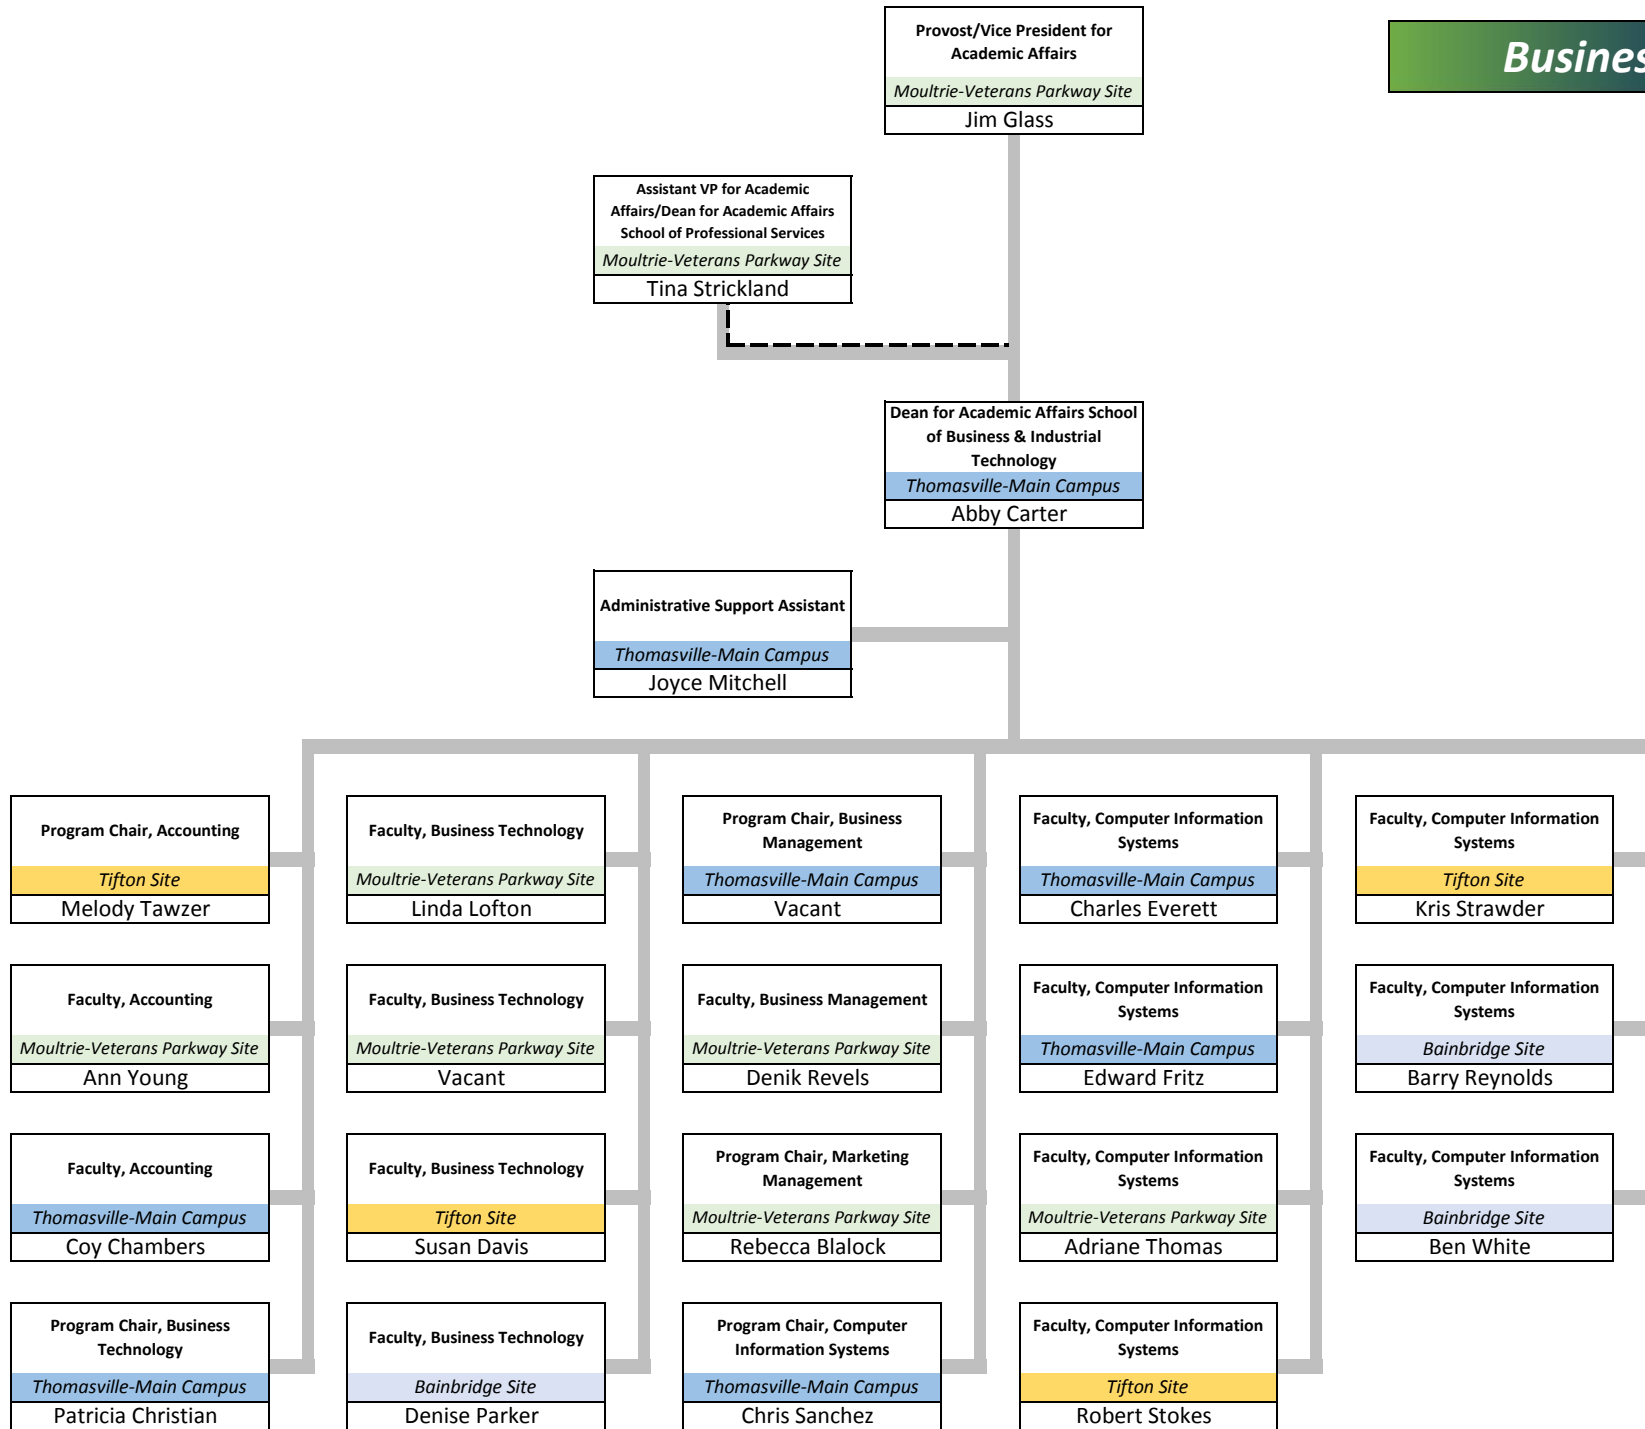 Provost/Vice President for
Academic Affairs
Moultrie-Veterans Parkway Site
Jim Glass
Busines
Assistant VP for Academic
Affairs/Dean for Academic Affairs
School of Professional Services
Moultrie-Veterans Parkway Site
Tina Strickland
Dean for Academic Affairs School
of Business & Industrial
Technology
Thomasville-Main Campus
Abby Carter
Administrative Support Assistant
Thomasville-Main Campus
Joyce Mitchell
Program Chair, Accounting
Tifton Site
Melody Tawzer
Faculty, Business Technology
Moultrie-Veterans Parkway Site
Linda Lofton
Program Chair, Business
Management
Thomasville-Main Campus
Vacant
Faculty, Computer Information
Systems
Thomasville-Main Campus
Charles Everett
Faculty, Computer Information
Systems
Tifton Site
Kris Strawder
Faculty, Accounting
Moultrie-Veterans Parkway Site
Ann Young
Faculty, Business Technology
Moultrie-Veterans Parkway Site
Vacant
Faculty, Business Management
Moultrie-Veterans Parkway Site
Denik Revels
Faculty, Computer Information
Systems
Thomasville-Main Campus
Edward Fritz
Faculty, Computer Information
Systems
Bainbridge Site
Barry Reynolds
Faculty, Accounting
Thomasville-Main Campus
Coy Chambers
Faculty, Business Technology
Tifton Site
Susan Davis
Program Chair, Marketing
Management
Moultrie-Veterans Parkway Site
Rebecca Blalock
Faculty, Computer Information
Systems
Moultrie-Veterans Parkway Site
Adriane Thomas
Faculty, Computer Information
Systems
Bainbridge Site
Ben White
Program Chair, Business
Technology
Thomasville-Main Campus
Patricia Christian
Faculty, Business Technology
Bainbridge Site
Denise Parker
Program Chair, Computer
Information Systems
Thomasville-Main Campus
Chris Sanchez
Faculty, Computer Information
Systems
Tifton Site
Robert Stokes